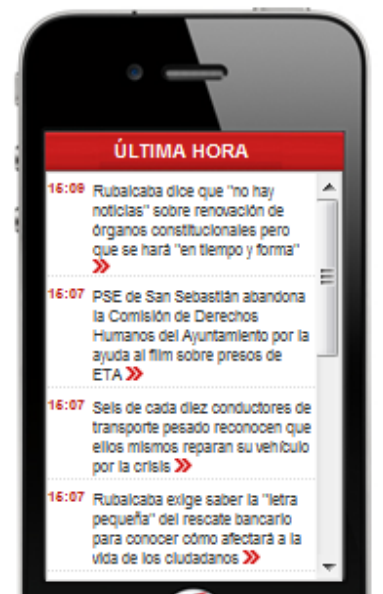 ÚLTIMA HORA
16:09 Rubalcaba dice que "no hay
noticias" sobre renovación de
órganos constitucionales pero
que se hará "en tiempo y forma"
16:07 PSE de San Sebastián abandona
la Comisión de Derechos
Humanos del Ayuntamiento por la
ayuda al film sobre presos de
ETA
16:07 Seis de cada diez conductores de
transporte pesado reconocen que
ellos mismos reparan su vehículo
por la crisis
16:07 Rubalcaba exige saber la "letra
pequeña" del rescate bancario
para conocer cómo afectará a la
vida de los ciudadanos